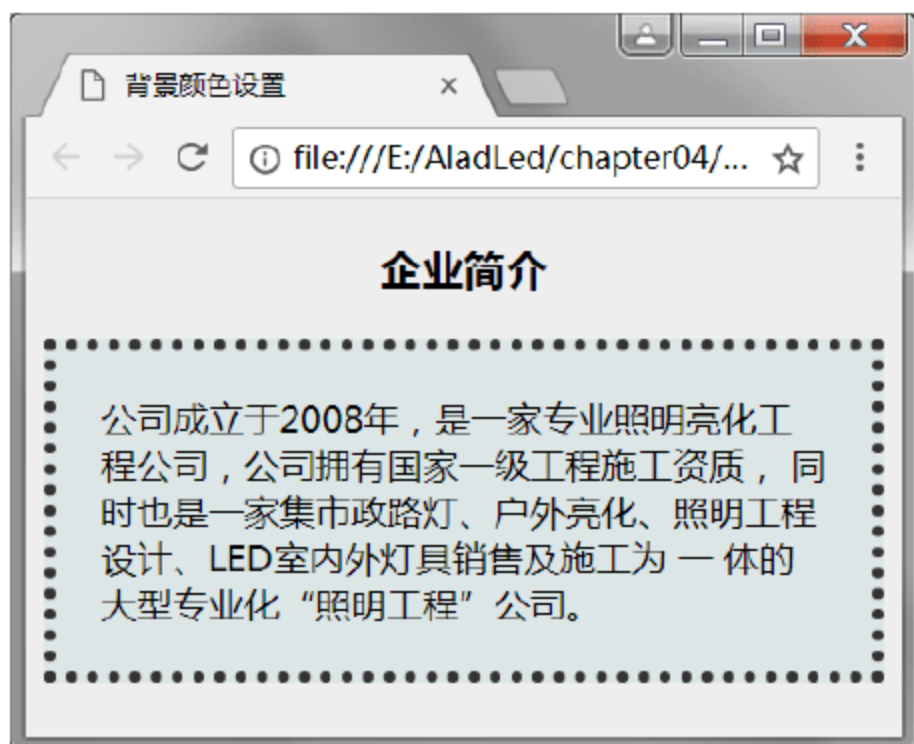 背景颜色设置
file:///E:/AladLed/chapter04/...
企业简介
公司成立于2008年，是一家专业照明亮化工
程公司，公司拥有国家一级工程施工资质， 同
时也是一家集市政路灯、户外亮化、照明工程
设计、LED室内外灯具销售及施工为 一 体的
大型专业化“照明工程”公司。